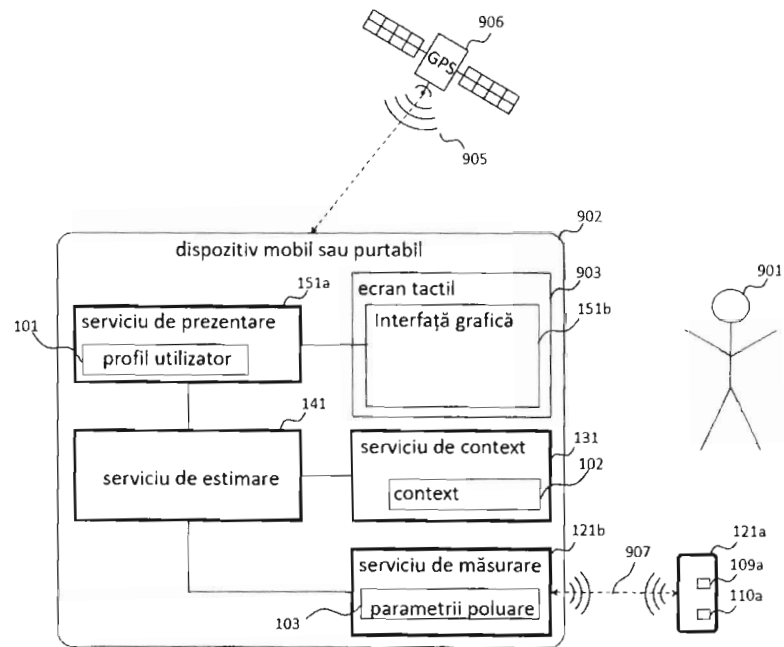 906
GPS
905
902
dispozitiv mobil sau purtabil
151a
903
ecran tactil
901
101
serviciu de prezentare
Interfață grafică
151b
profil utilizator
141
serviciu de context
131
serviciu de estimare
102
context
121b
121a
serviciu de măsurare
907
109a
103
parametrii poluare
110a